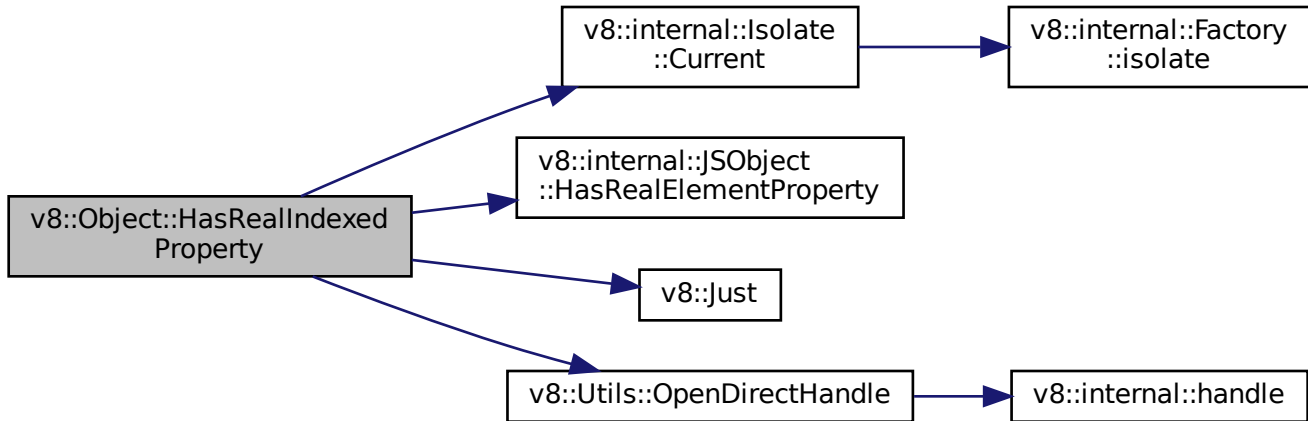 v8::Object::HasRealIndexed
Property
v8::internal::Isolate
::Current
v8::internal::Factory
::isolate
v8::internal::JSObject
::HasRealElementProperty
v8::Just
v8::Utils::OpenDirectHandle
v8::internal::handle